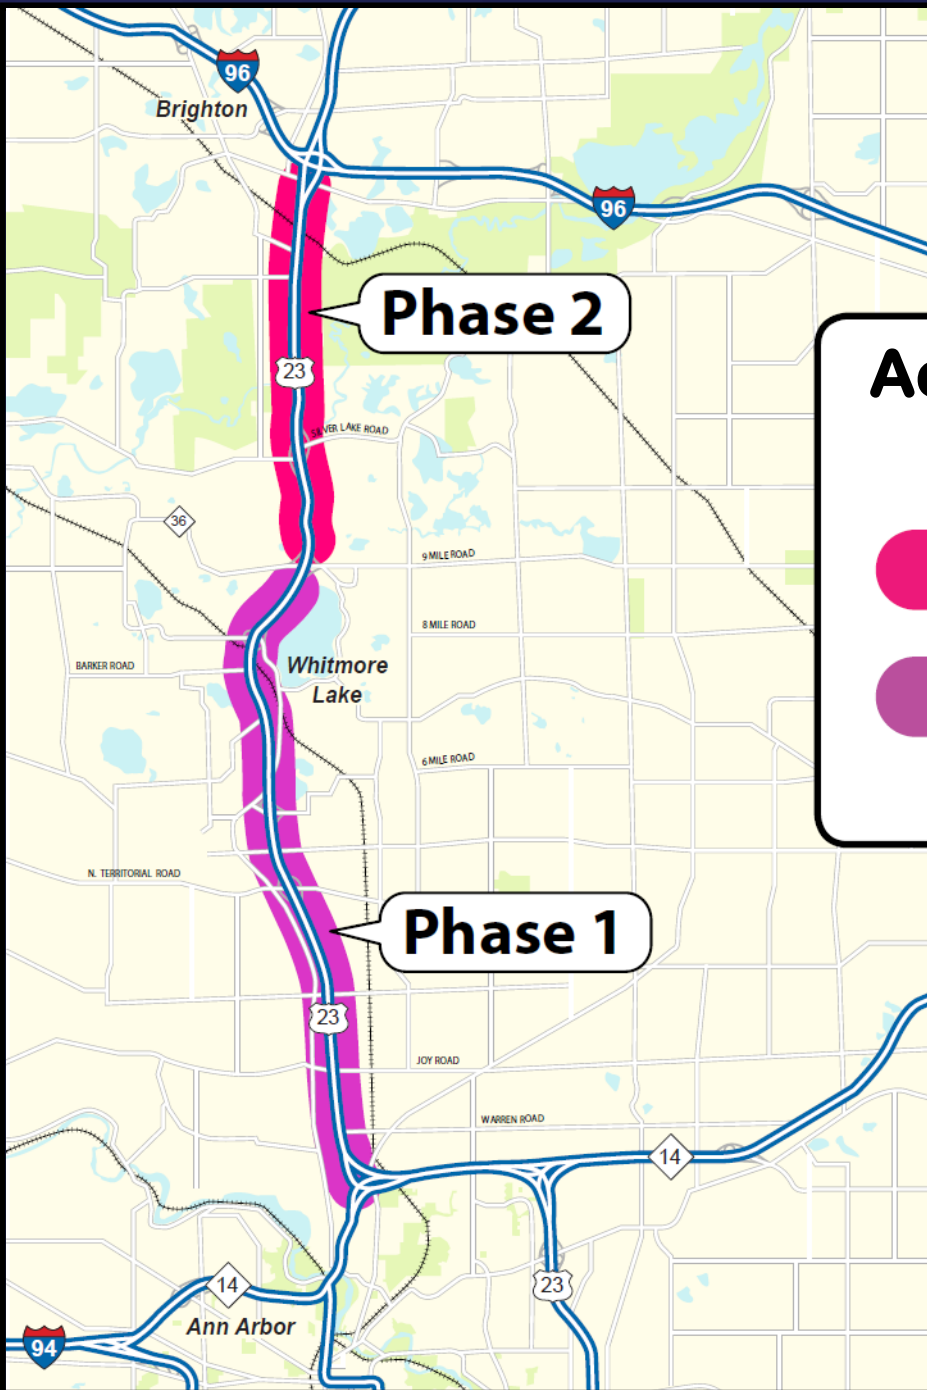 96
Brighton
96
Phase 2
Ac
23
SILVER LAKE ROAD
36
9 MILE ROAD
8 MILE ROAD
BARKER ROAD
Whitmore
Lake
6 MILE ROAD
N. TERRITORIAL ROAD
Phase 1
23
JOY ROAD
WARREN ROAD
14
14
23
Ann Arbor
94